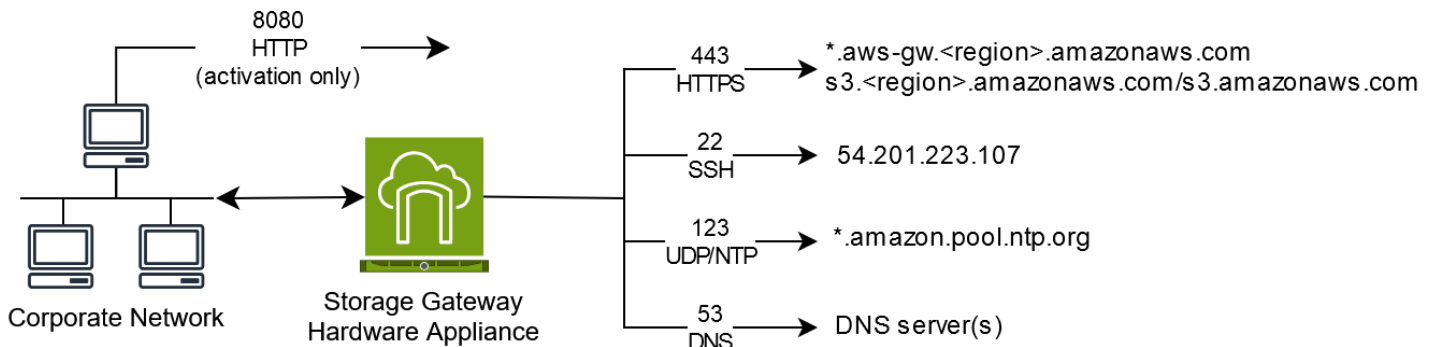 8080
HTTP
(activation only)
443
HTTPS
*.aws-gw.<region>.amazonaws.com
s3.<region>.amazonaws.com/s3.amazonaws.com
22
SSH
54.201.223.107
123
UDP/NTP
*.amazon.pool.ntp.org
53
DNS
DNS server(s)
Corporate Network
Storage Gateway
Hardware Appliance